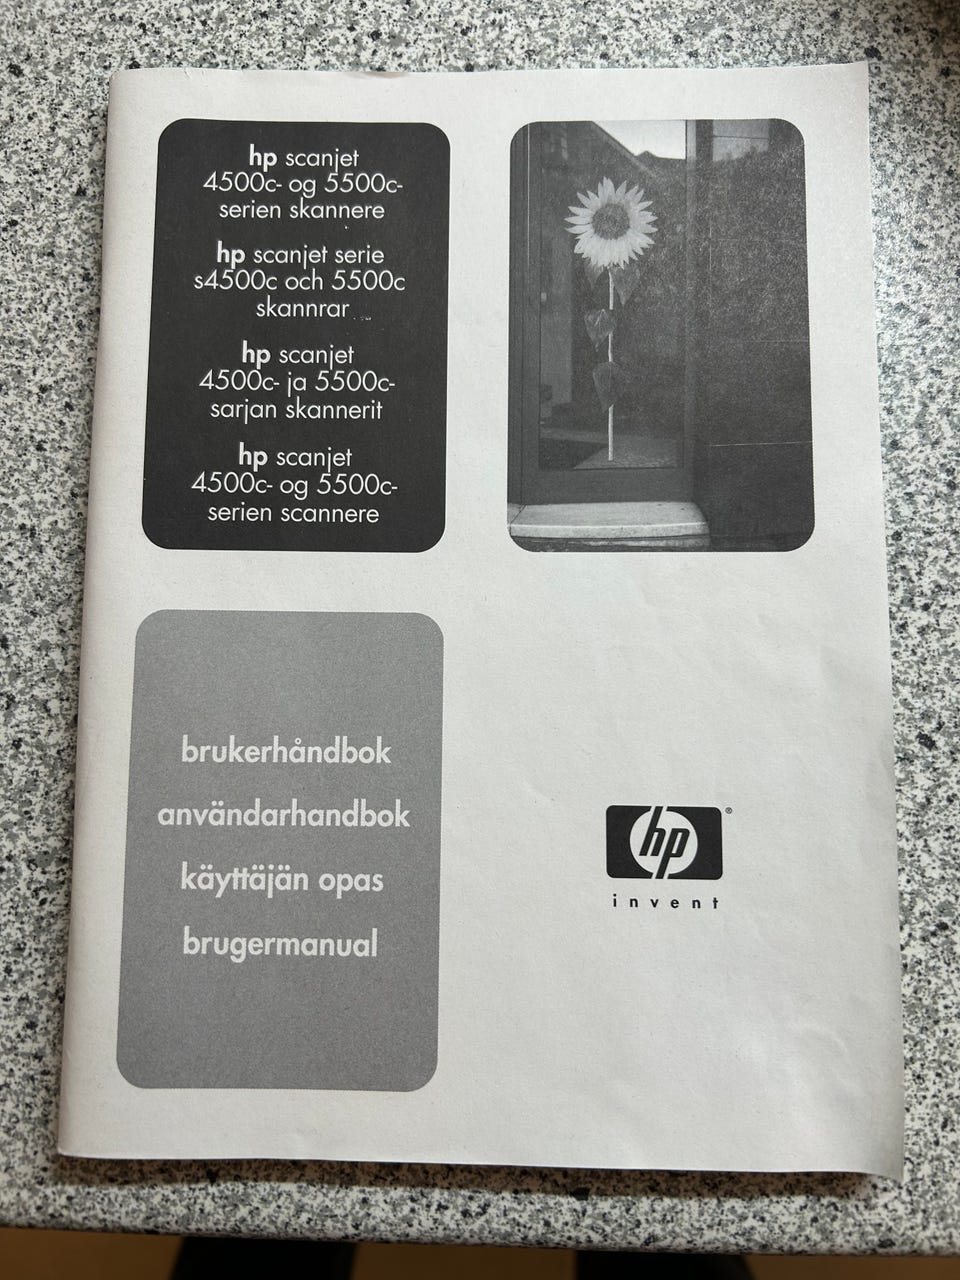 hp scanjet
4500c- og 5500c-
serien skannere
hp scanjet serie
s4500c och 5500c
skannrar
hp scanjet
4500c- ja 5500c-
sarjan skannerit
hp scanjet
4500c- og 5500c-
serien scannere
brukerhåndbok
användarhandbok
käyttäjän opas
brugermanual
hp®
invent